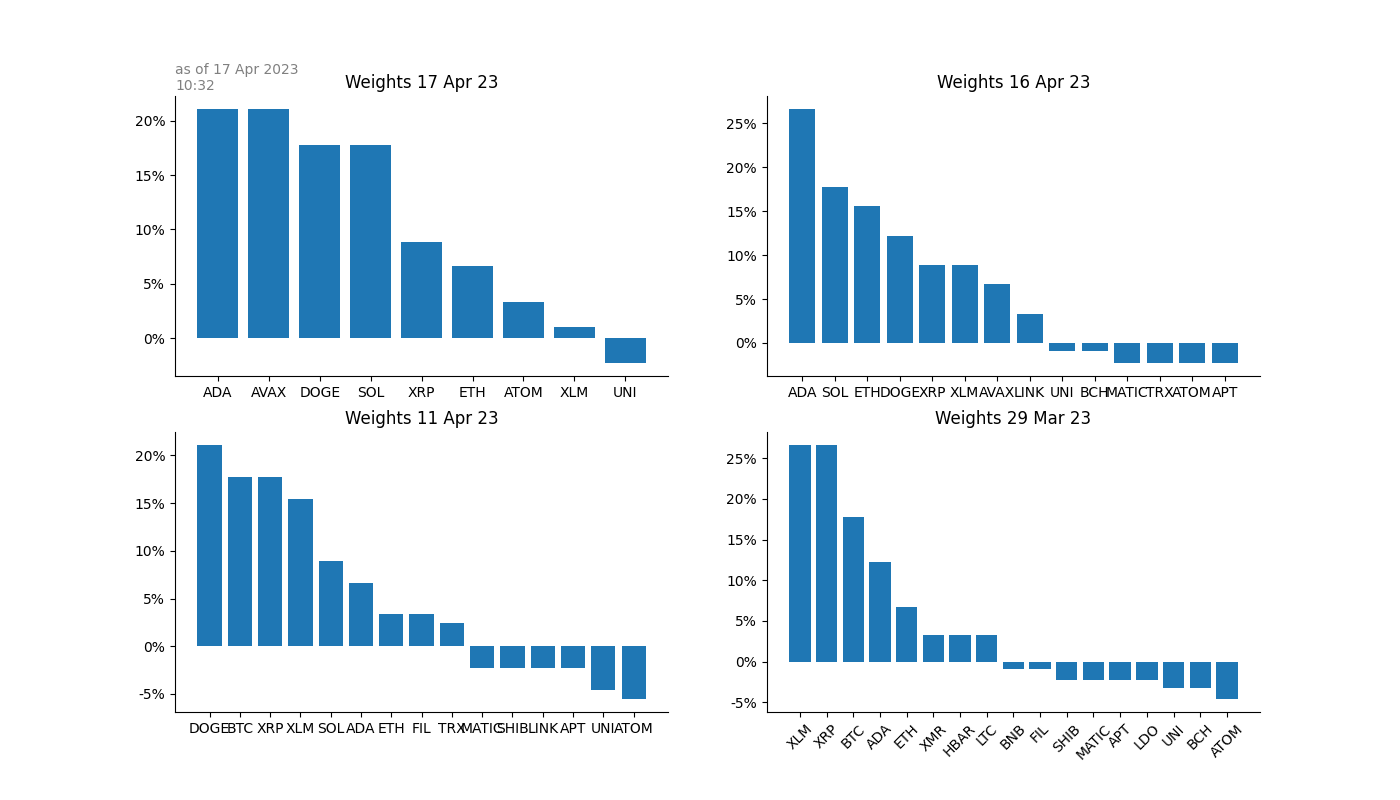 as of 17 Apr 2023
10:32
Weights 17 Apr 23
20%
15%
10%
5%
0%
ADA AVAX DOGE SOL XRP ETH ATOM XLM UNI
Weights 16 Apr 23
25%
20%
15%
10%
5%
0%
ADA SOL ETH DOGE XRP XLM AVAX LINK UNI BCH MATIC TRX ATOM APT
Weights 11 Apr 23
20%
15%
10%
5%
0%
-5%
DOGE BTC XRP XLM SOL ADA ETH FIL TRX MATIC SHIB LINK APT UNI ATOM
Weights 29 Mar 23
25%
20%
15%
10%
5%
0%
-5%
XLM XRP BTC ADA ETH XMR HBAR LTC BNB FIL SHIB MATIC APT LDO UNI BCH ATOM